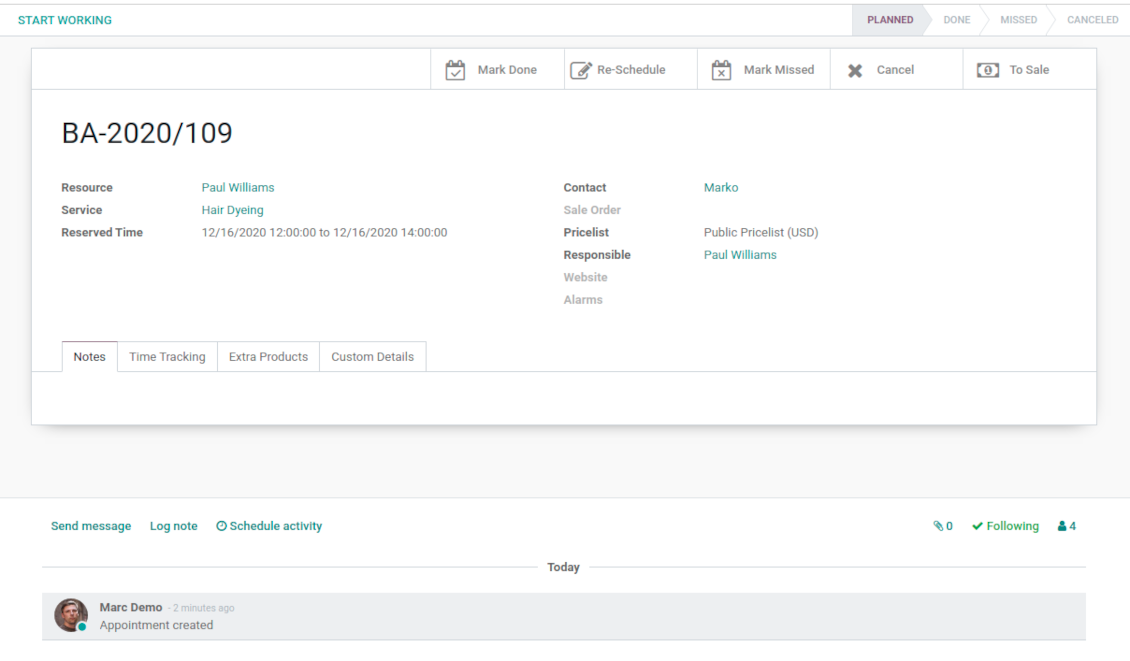 START WORKING PLANNED DONE MISSED CANCELED
Mark Done Re-Schedule Mark Missed Cancel To Sale
BA-2020/109
Resource Paul Williams Contact Marko
Service Hair Dyeing Sale Order
Reserved Time 12/16/2020 12:00:00 to 12/16/2020 14:00:00 Pricelist Public Pricelist (USD)
Responsible Paul Williams
Website
Alarms
Notes Time Tracking Extra Products Custom Details
Send message Log note Schedule activity 0 Following 4
Today
Marc Demo - 2 minutes ago
Appointment created